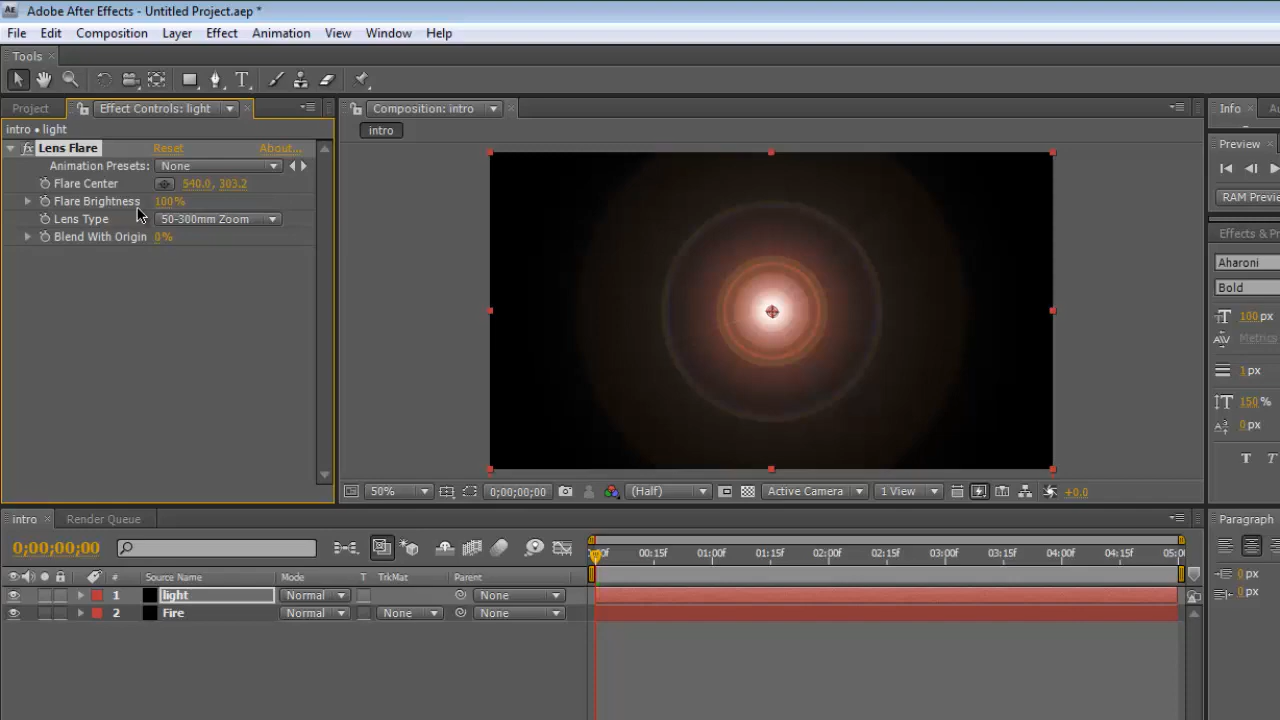 Adobe After Effects - Untitled Project.aep *
File Edit Composition Layer Effect Animation View Window Help
Tools
Project Effect Controls: light
intro • light
Lens Flare Reset About...
Animation Presets: None
Flare Center 540.0, 303.2
Flare Brightness 100%
Lens Type 50-300mm Zoom
Blend With Origin 0%
Composition: intro
intro
50% 0;00;00;00 (Half) Active Camera 1 View +0.0
Info
Preview
RAM Previe
Effects & Pr
Aharoni
Bold
100 px
Metrics
1 px
150 %
0 px
T T
Paragraph
0 px
0 px
intro Render Queue
0;00;00;00
00:15f 01:00f 01:15f 02:00f 02:15f 03:00f 03:15f 04:00f 04:15f 05:0
# Source Name Mode T TrkMat Parent
1 light Normal None
2 Fire Normal None None